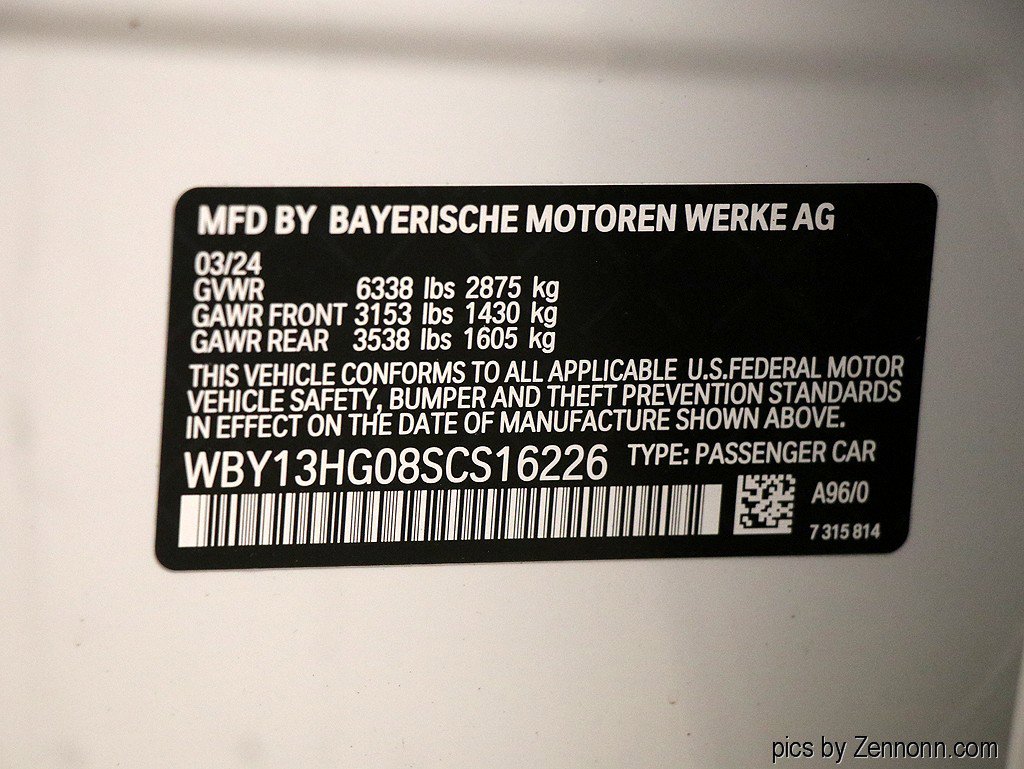 MFD BY BAYERISCHE MOTOREN WERKE AG
03/24
GVWR 6338 lbs 2875 kg
GAWR FRONT 3153 lbs 1430 kg
GAWR REAR 3538 lbs 1605 kg
THIS VEHICLE CONFORMS TO ALL APPLICABLE U.S.FEDERAL MOTOR
VEHICLE SAFETY, BUMPER AND THEFT PREVENTION STANDARDS
IN EFFECT ON THE DATE OF MANUFACTURE SHOWN ABOVE.
WBY13HG08SCS16226 TYPE: PASSENGER CAR
A96/0
7 315 814
pics by Zennonn.com